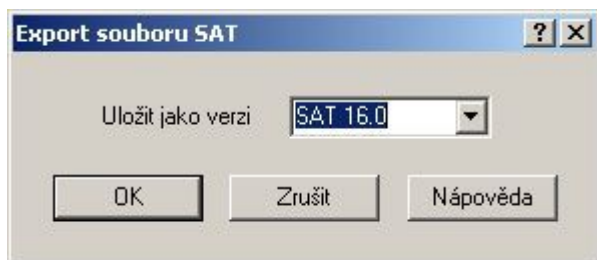 Export souboru SAT
Uložit jako verzi SAT 16.0
OK Zrušit Nápověda